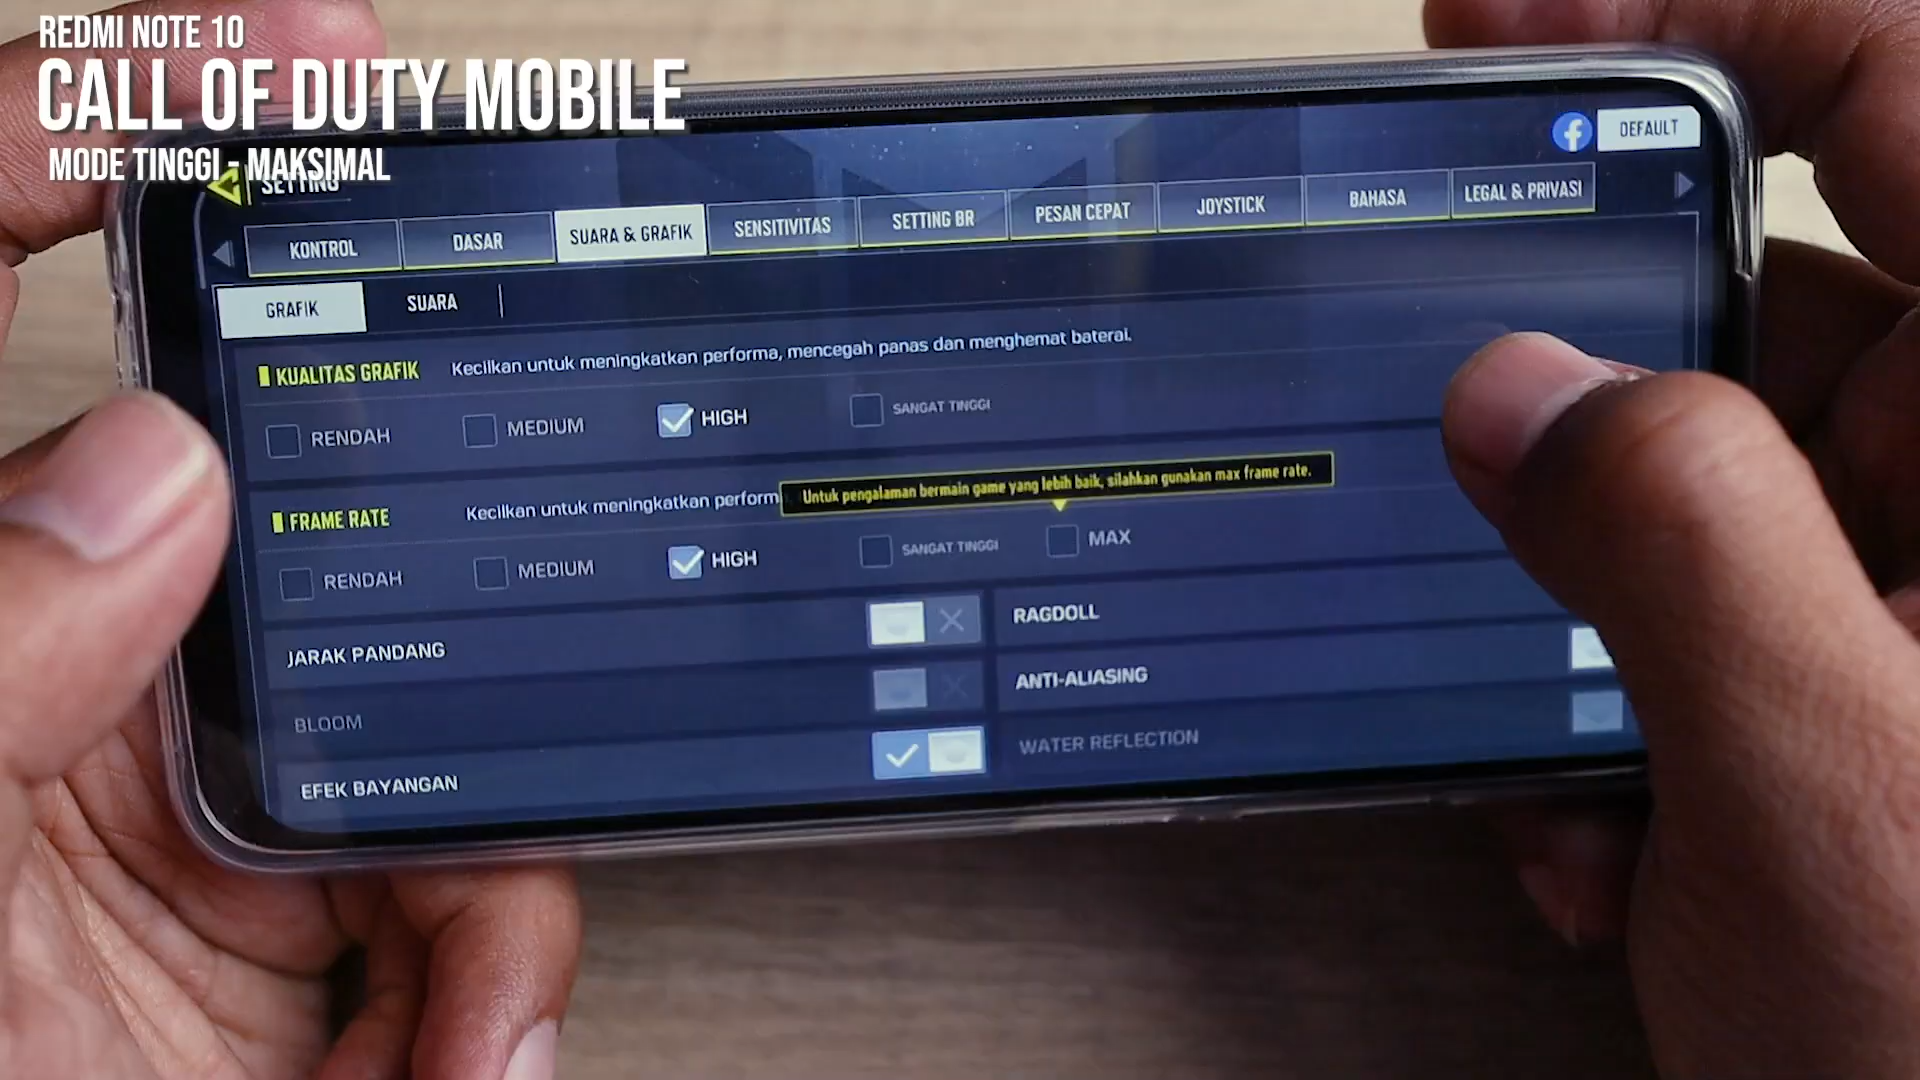 REDMI NOTE 10
CALL OF DUTY MOBILE
MODE TINGGI - MAKSIMAL
SETTING
DEFAULT
KONTROL
DASAR
SUARA & GRAFIK
SENSITIVITAS
SETTING BR
PESAN CEPAT
JOYSTICK
BAHASA
LEGAL & PRIVASI
GRAFIK
SUARA
KUALITAS GRAFIK
Kecilkan untuk meningkatkan performa, mencegah panas dan menghemat baterai.
RENDAH
MEDIUM
HIGH
SANGAT TINGGI
FRAME RATE
Kecilkan untuk meningkatkan perform
Untuk pengalaman bermain game yang lebih baik, silahkan gunakan max frame rate.
RENDAH
MEDIUM
HIGH
SANGAT TINGGI
MAX
JARAK PANDANG
RAGDOLL
BLOOM
ANTI-ALIASING
EFEK BAYANGAN
WATER REFLECTION